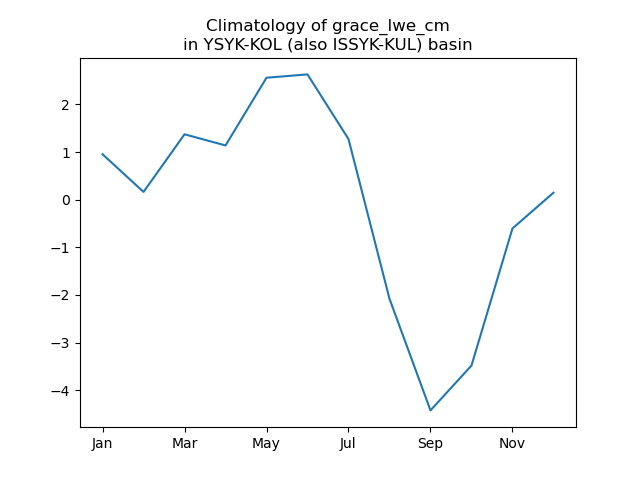 Climatology of grace_lwe_cm
in YSYK-KOL (also ISSYK-KUL) basin
2
1
0
−1
−2
−3
−4
Jan Mar May Jul Sep Nov